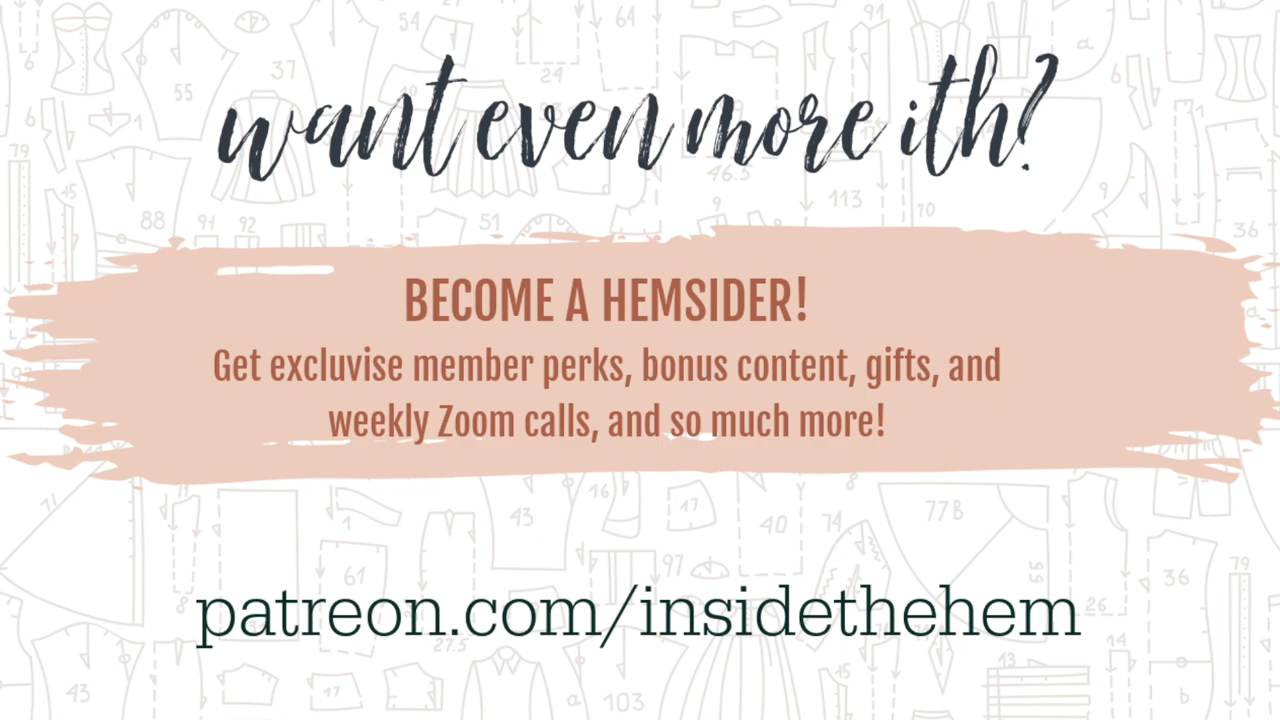 want even more ith?
BECOME A HEMSIDER!
Get excluvise member perks, bonus content, gifts, and
weekly Zoom calls, and so much more!
patreon.com/insidethehem